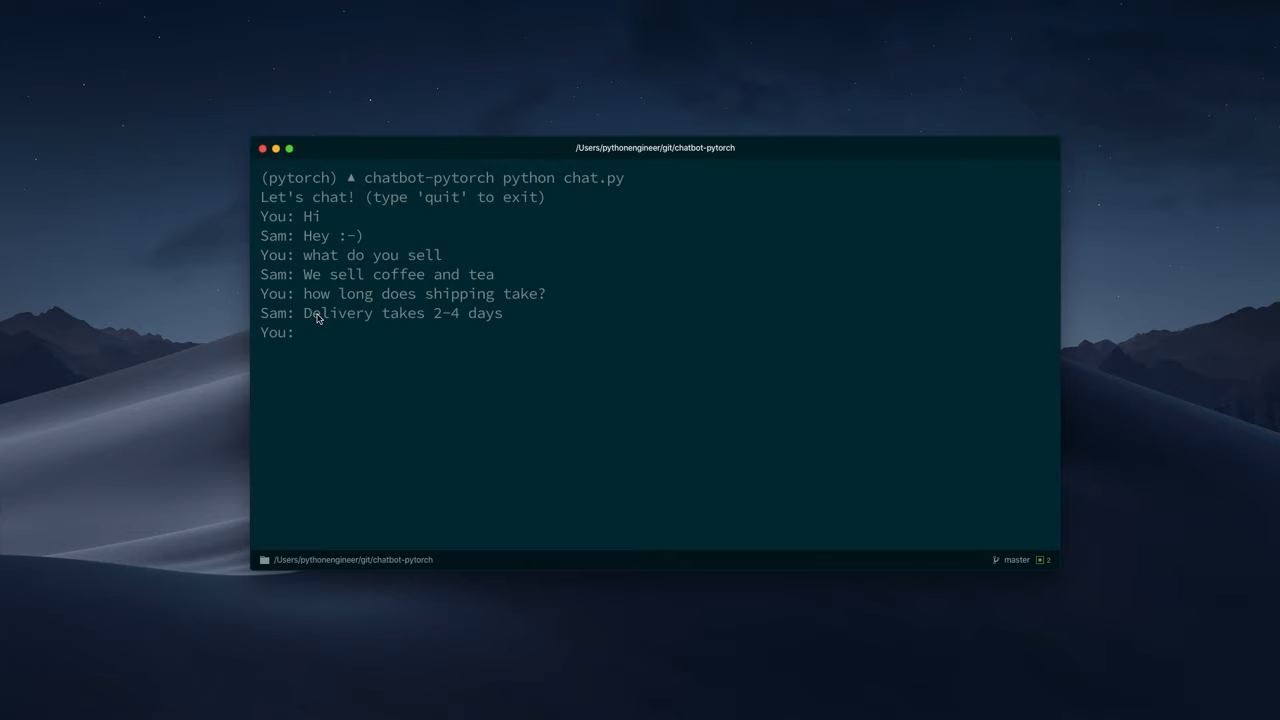 /Users/pythonengineer/git/chatbot-pytorch
(pytorch) ▲ chatbot-pytorch python chat.py
Let's chat! (type 'quit' to exit)
You: Hi
Sam: Hey :-)
You: what do you sell
Sam: We sell coffee and tea
You: how long does shipping take?
Sam: Delivery takes 2-4 days
You:
/Users/pythonengineer/git/chatbot-pytorch master 2